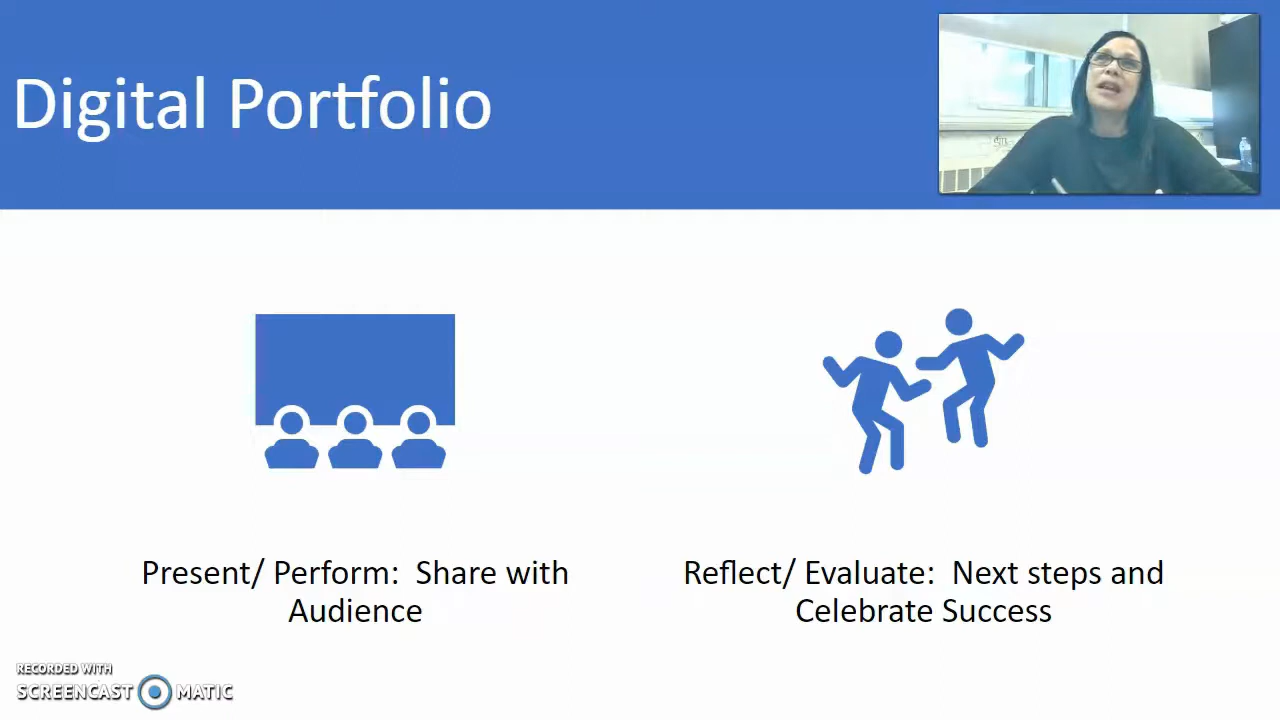 Digital Portfolio
Present/ Perform:  Share with
Audience
Reflect/ Evaluate:  Next steps and
Celebrate Success
RECORDED WITH
SCREENCAST MATIC